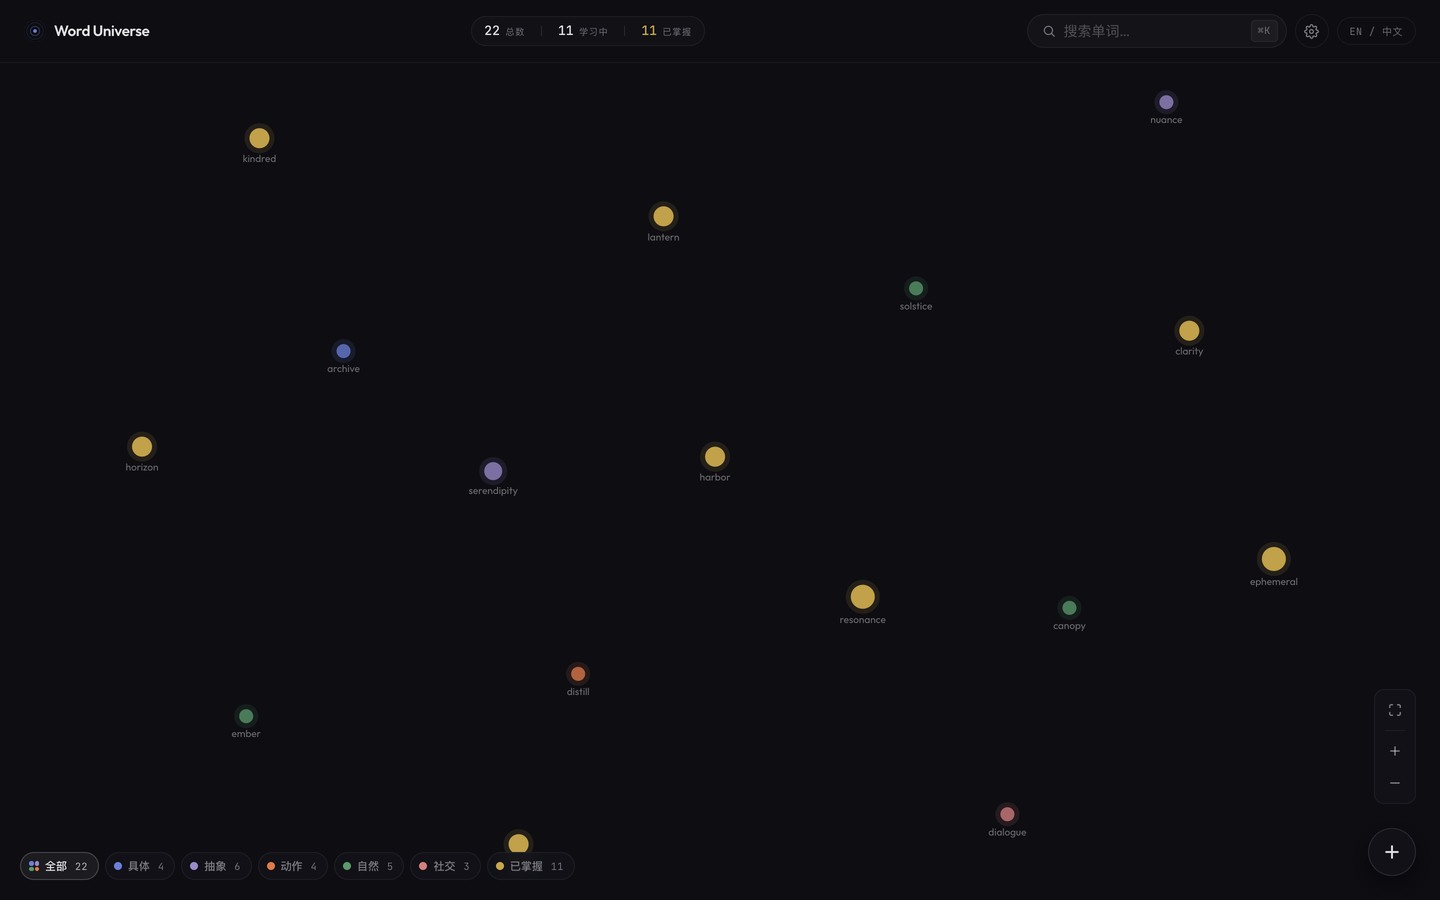 Word Universe
22 总数 11 学习中 11 已掌握
搜索单词... ⌘K
EN / 中文
nuance
kindred
lantern
solstice
clarity
archive
horizon
serendipity
harbor
ephemeral
resonance
canopy
distill
ember
dialogue
全部 22 具体 4 抽象 6 动作 4 自然 5 社交 3 已掌握 11